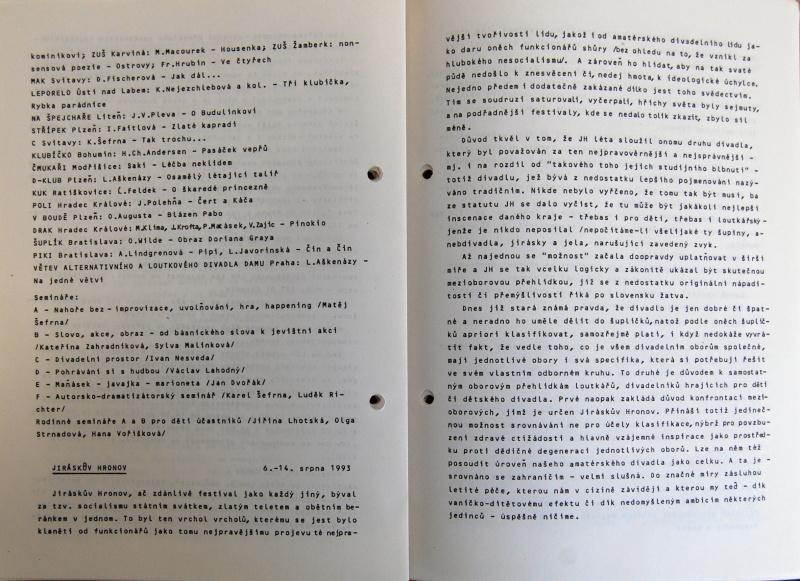 kominíkovi; ZUŠ Karviná: M.Macourek - Housenka; ZUŠ Žamberk: non-
sensová poezie - Ostrovy; Fr.Hrubín - Ve čtyřech
MAK Svitavy: D.Fischerová - Jak dál...
LEPORELO Ústí nad Labem: K.Nejezchlebová a kol. - Tři klubíčka,
Rybka parádnice
NA ŠPEJCHAŘE Liteň: J.V.Pleva - O Budulínkovi
STŘÍPEK Plzeň: I.Faitlová - Zlaté kapradí
C Svitavy: K.Šefrna - Tak trochu...
KLUBÍČKO Bohumín: H.Ch.Andersen - Pasáček vepřů
ČMUKAŘI Modřišice: Saki - Léčba neklidem
D-KLUB Plzeň: L.Aškenázy - Osamělý létající talíř
KUK Ratíškovice: Ľ.Feldek - O škaredé princezně
POLI Hradec Králové: J.Polehňa - Čert a Káča
V BOUDĚ Plzeň: O.Augusta - Blázen Pabo
DRAK Hradec Králové: M.Klíma, J.Krofta, P.Matásek, V.Zajíc - Pinokio
ŠUPLÍK Bratislava: O.Wilde - Obraz Doriana Graya
PIKI Bratislava: A.Lindgrenová - Pipi, L.Javorinská - Čin a Čin
VĚTEV ALTERNATIVNÍHO A LOUTKOVÉHO DIVADLA DAMU Praha: L.Aškenázy -
Na jedné větvi
Semináře:
A - Nahoře bez - improvizace, uvolňování, hra, happening /Matěj
Šefrna/
B - Slovo, akce, obraz - od básnického slova k jevištní akci
/Kateřina Zahradníková, Sylva Malinková/
C - Divadelní prostor /Ivan Nesveda/
D - Pohrávání si s hudbou /Václav Lahodný/
E - Maňásek - javajka - marioneta /Jan Dvořák/
F - Autorsko-dramatizátorský seminář /Karel Šefrna, Luděk Ri-
chter/
Rodinné semináře A a B pro děti účastníků /Jiřina Lhotská, Olga
Strnadová, Hana Voříšková/
JIRÁSKŮV HRONOV 6.-14. srpna 1993
Jiráskův Hronov, ač zdánlivě festival jako každý jiný, býval
za tzv. socialismu státním svátkem, zlatým teletem a obětním be-
ránkem v jednom. To byl ten vrchol vrcholů, kterému se jest bylo
klaněti od funkcionářů jako tomu nejpravějšímu projevu té nejpra-
vější tvořivosti lidu, jakož i od amatérského divadelního lidu ja-
ko daru oněch funkcionářů shůry /bez ohledu na to, že vznikl za
hlubokého nesocialismu/. A zároveň ho hlídat, aby na tak svaté
půdě nedošlo k znesvěcení či, nedej hmota, k ideologické úchylce.
Nejedno předem i dodatečně zakázané dílko jest toho svědectvím.
Tím se soudruzi saturovali, vyčerpali, hříchy světa byly sejmuty,
a na podřadnější festivaly, kde se nedalo tolik zkazit, zbylo sil
méně.
Důvod tkvěl v tom, že JH léta sloužil onomu druhu divadla,
který byl považován za ten nejpravověrnější a nejsprávnější -
mj. i na rozdíl od "takového toho jejich studijního blbnutí" -
totiž divadlu, jež bývá z nedostatku lepšího pojmenování nazý-
váno tradičním. Nikde nebylo vyřčeno, že tomu tak být musí, ba
ze statutu JH se dalo vyčíst, že tu může být jakákoli nejlepší
inscenace daného kraje - třebas i pro děti, třebas i loutkářský-
jenže je nikdo neposílal /nepočítáme-li všelijaké ty šupiny, a-
nebdivadla, jirásky a jela, narušující zavedený zvyk.
Až najednou se "možnost" začala doopravdy uplatňovat v širší
míře a JH se tak vcelku logicky a zákonitě ukázal být skutečnou
mezioborovou přehlídkou, jíž se z nedostatku originální nápadi-
tosti či přemýšlivosti říká po slovensku žatva.
Dnes již stará známá pravda, že divadlo je jen dobré či špat-
né a neradno ho uměle dělit do šuplíčků, natož podle oněch šuplíč-
ků apriori klasifikovat, samozřejmě platí, i když nedokáže vyvrá-
tit fakt, že vedle toho, co je všem divadelním oborům společné,
mají jednotlivé obory i svá specifika, která si potřebují řešit
ve svém vlastním odborném kruhu. To druhé je důvodem k samostat-
ným oborovým přehlídkám loutkářů, divadelníků hrajících pro děti
či dětského divadla. Prvé naopak zakládá důvod konfrontací mezi-
oborových, jímž je určen Jiráskův Hronov. Přináší totiž jedineč-
nou možnost srovnávání ne pro účely klasifikace, nýbrž pro povzbu-
zení zdravé ctižádosti a hlavně vzájemné inspirace jako prostřed-
ku proti dědičné degeneraci jednotlivých oborů. Lze na něm též
posoudit úroveň našeho amatérského divadla jako celku. A ta je -
srovnáno se zahraničím - velmi slušná. Do značné míry zásluhou
letité péče, kterou nám v cizině závidějí a kterou my teď - dík
vaníčko-dítětovému efektu či dík nedomyšleným ambicím některých
jedinců - úspěšně ničíme.